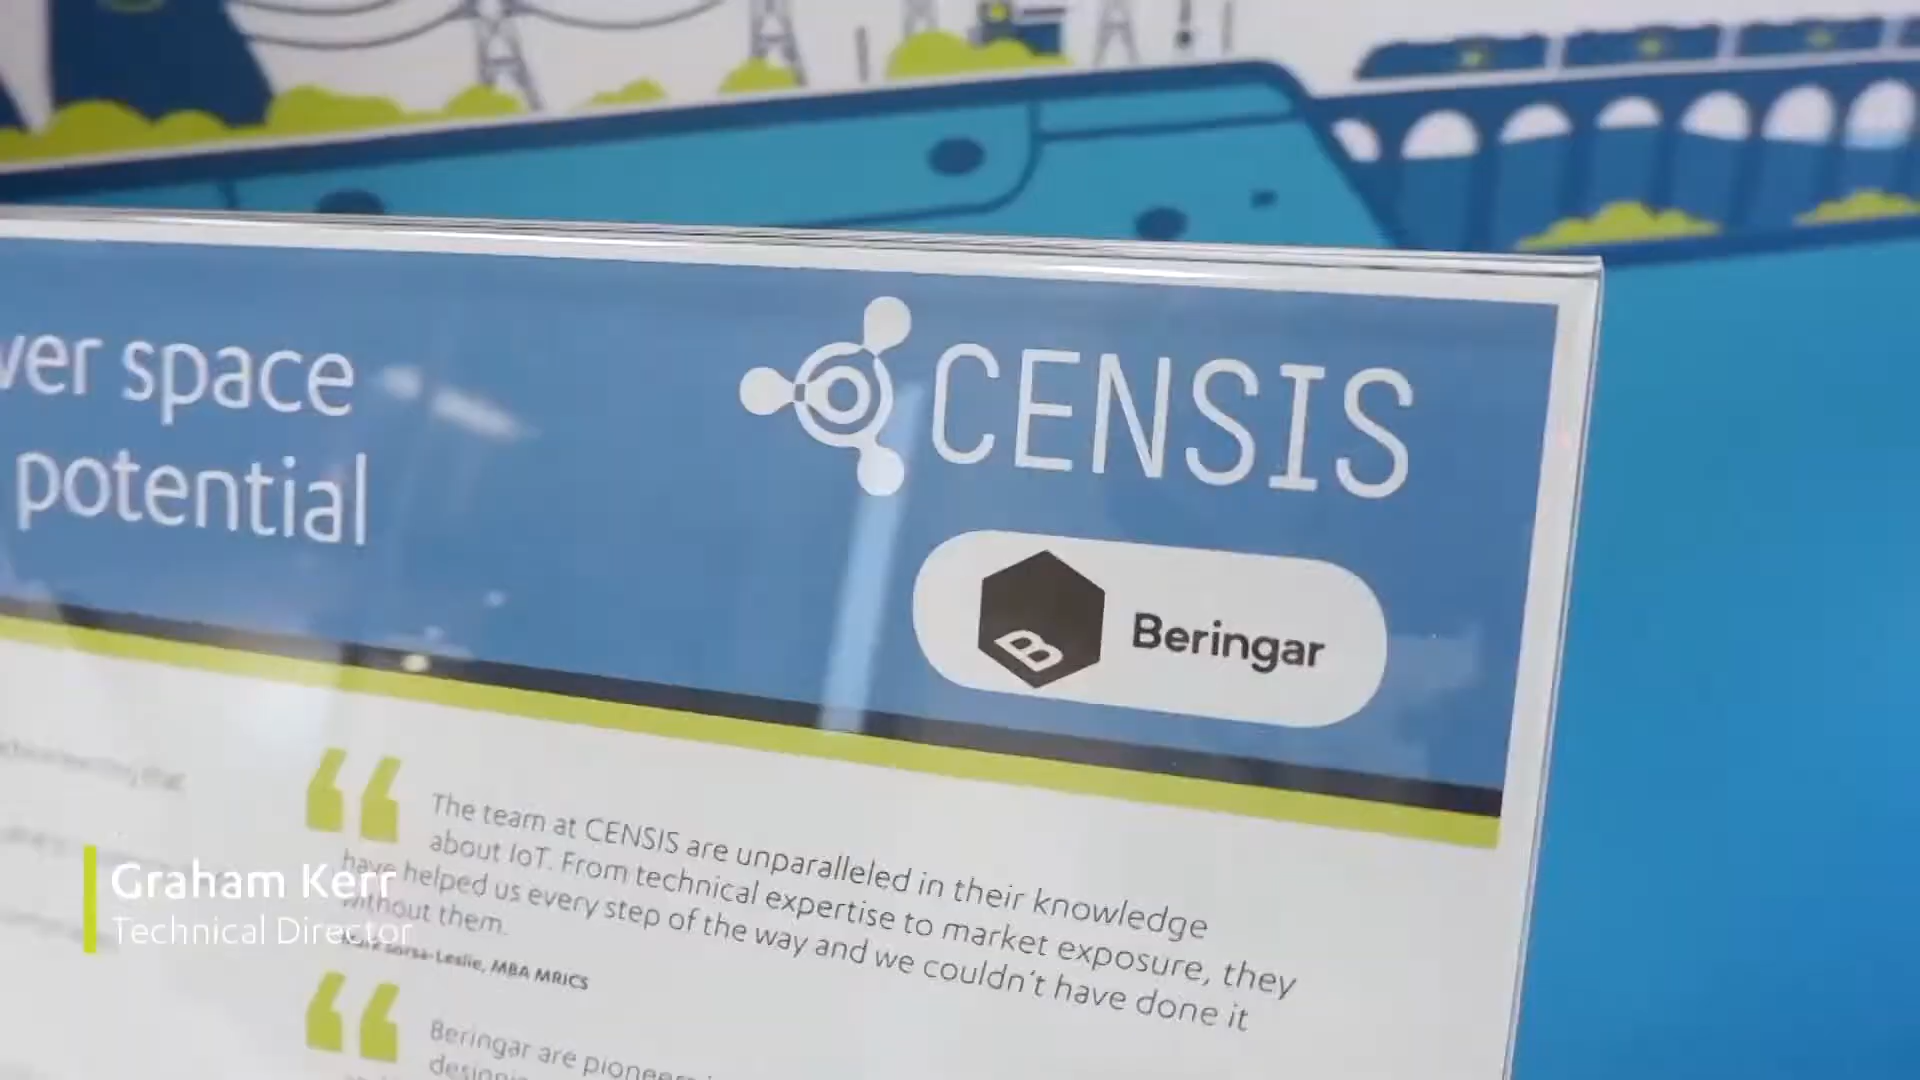 ver space
potential
CENSIS
B
Beringar
The team at CENSIS are unparalleled in their knowledge
about IoT. From technical expertise to market exposure, they
have helped us every step of the way and we couldn't have done it
without them.
Leslie, MBA MRICS
Beringar are
Graham Kerr
Technical Director